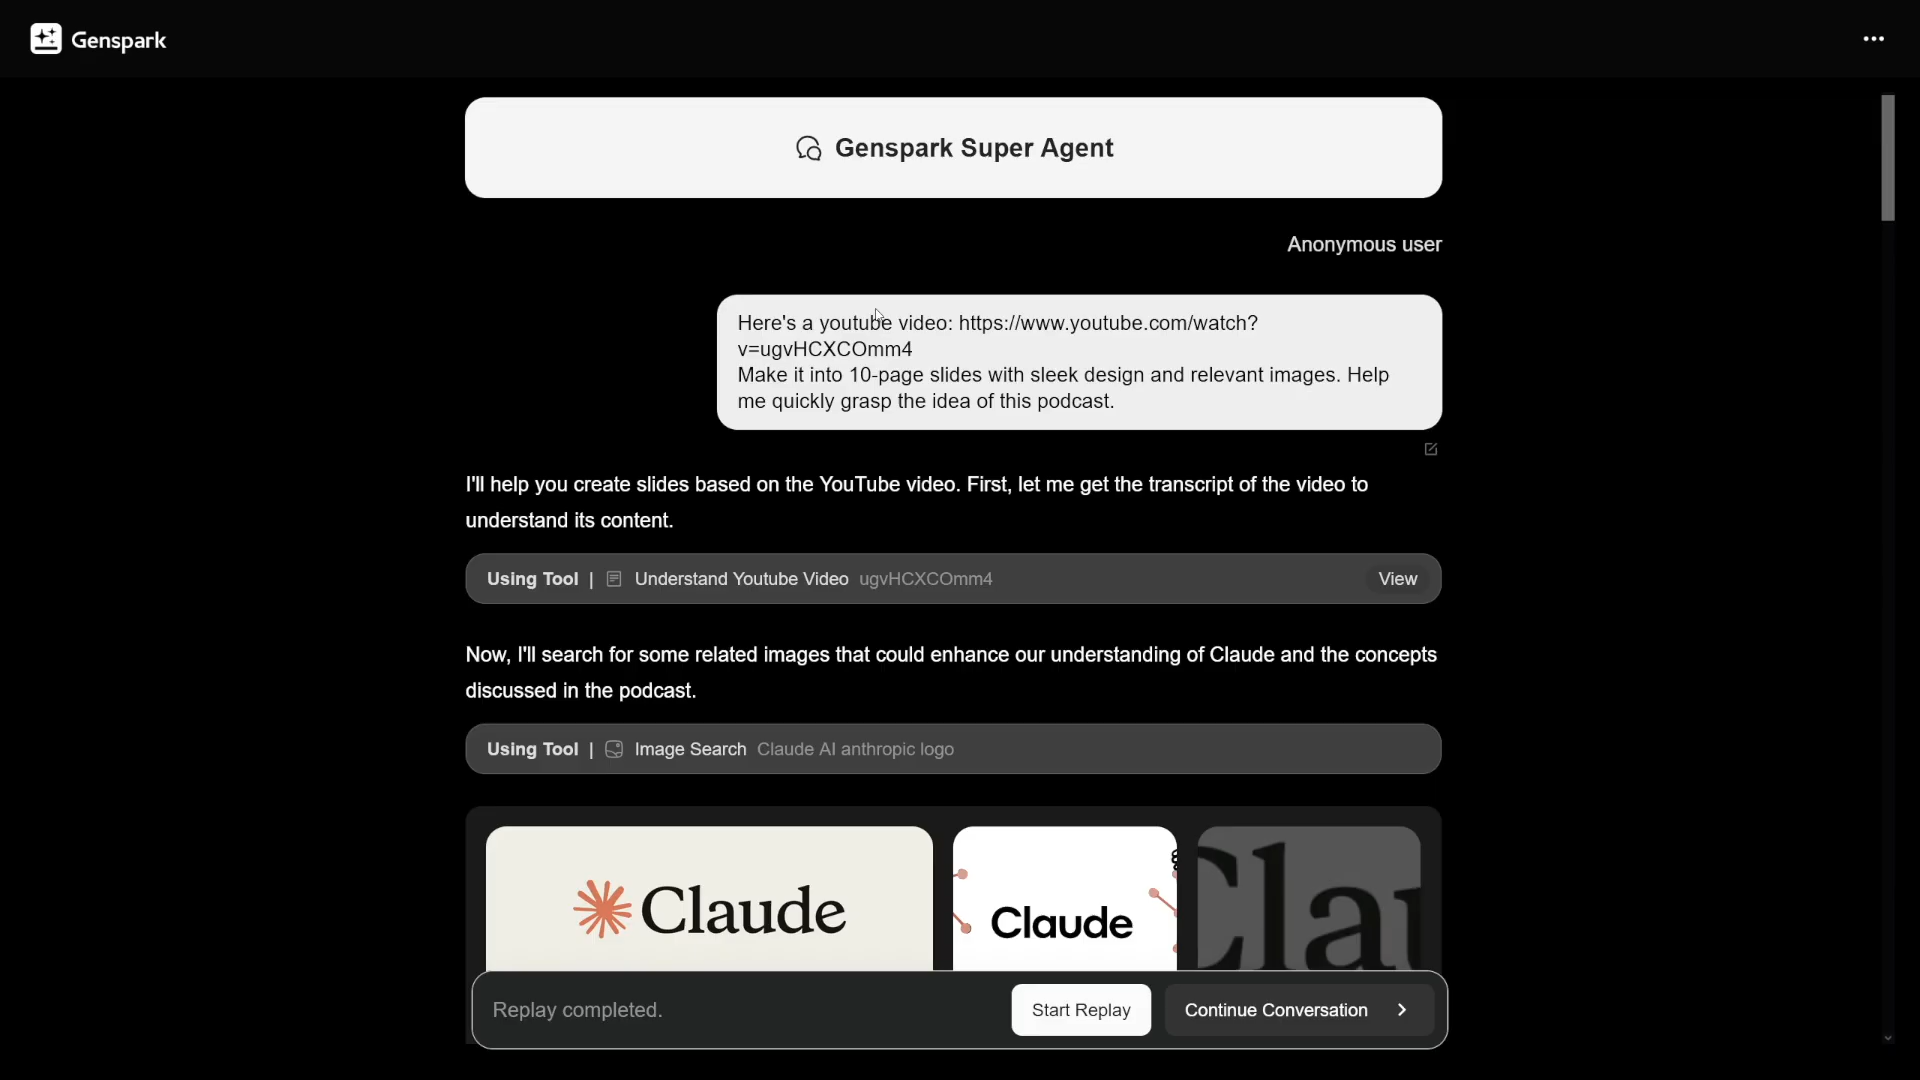 Genspark
Genspark Super Agent
Anonymous user
Here's a youtube video: https://www.youtube.com/watch?
v=ugvHCXCOmm4
Make it into 10-page slides with sleek design and relevant images. Help
me quickly grasp the idea of this podcast.
I'll help you create slides based on the YouTube video. First, let me get the transcript of the video to
understand its content.
Using Tool | Understand Youtube Video ugvHCXCOmm4 View
Now, I'll search for some related images that could enhance our understanding of Claude and the concepts
discussed in the podcast.
Using Tool | Image Search Claude AI anthropic logo
Claude
Claude
Clau
Replay completed. Start Replay Continue Conversation